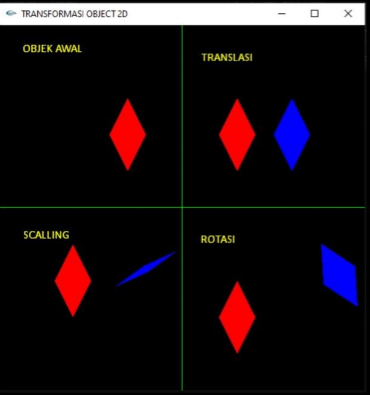 TRANSFORMASI OBJECT 2D
OBJEK AWAL
TRANSLASI
SCALLING
ROTASI